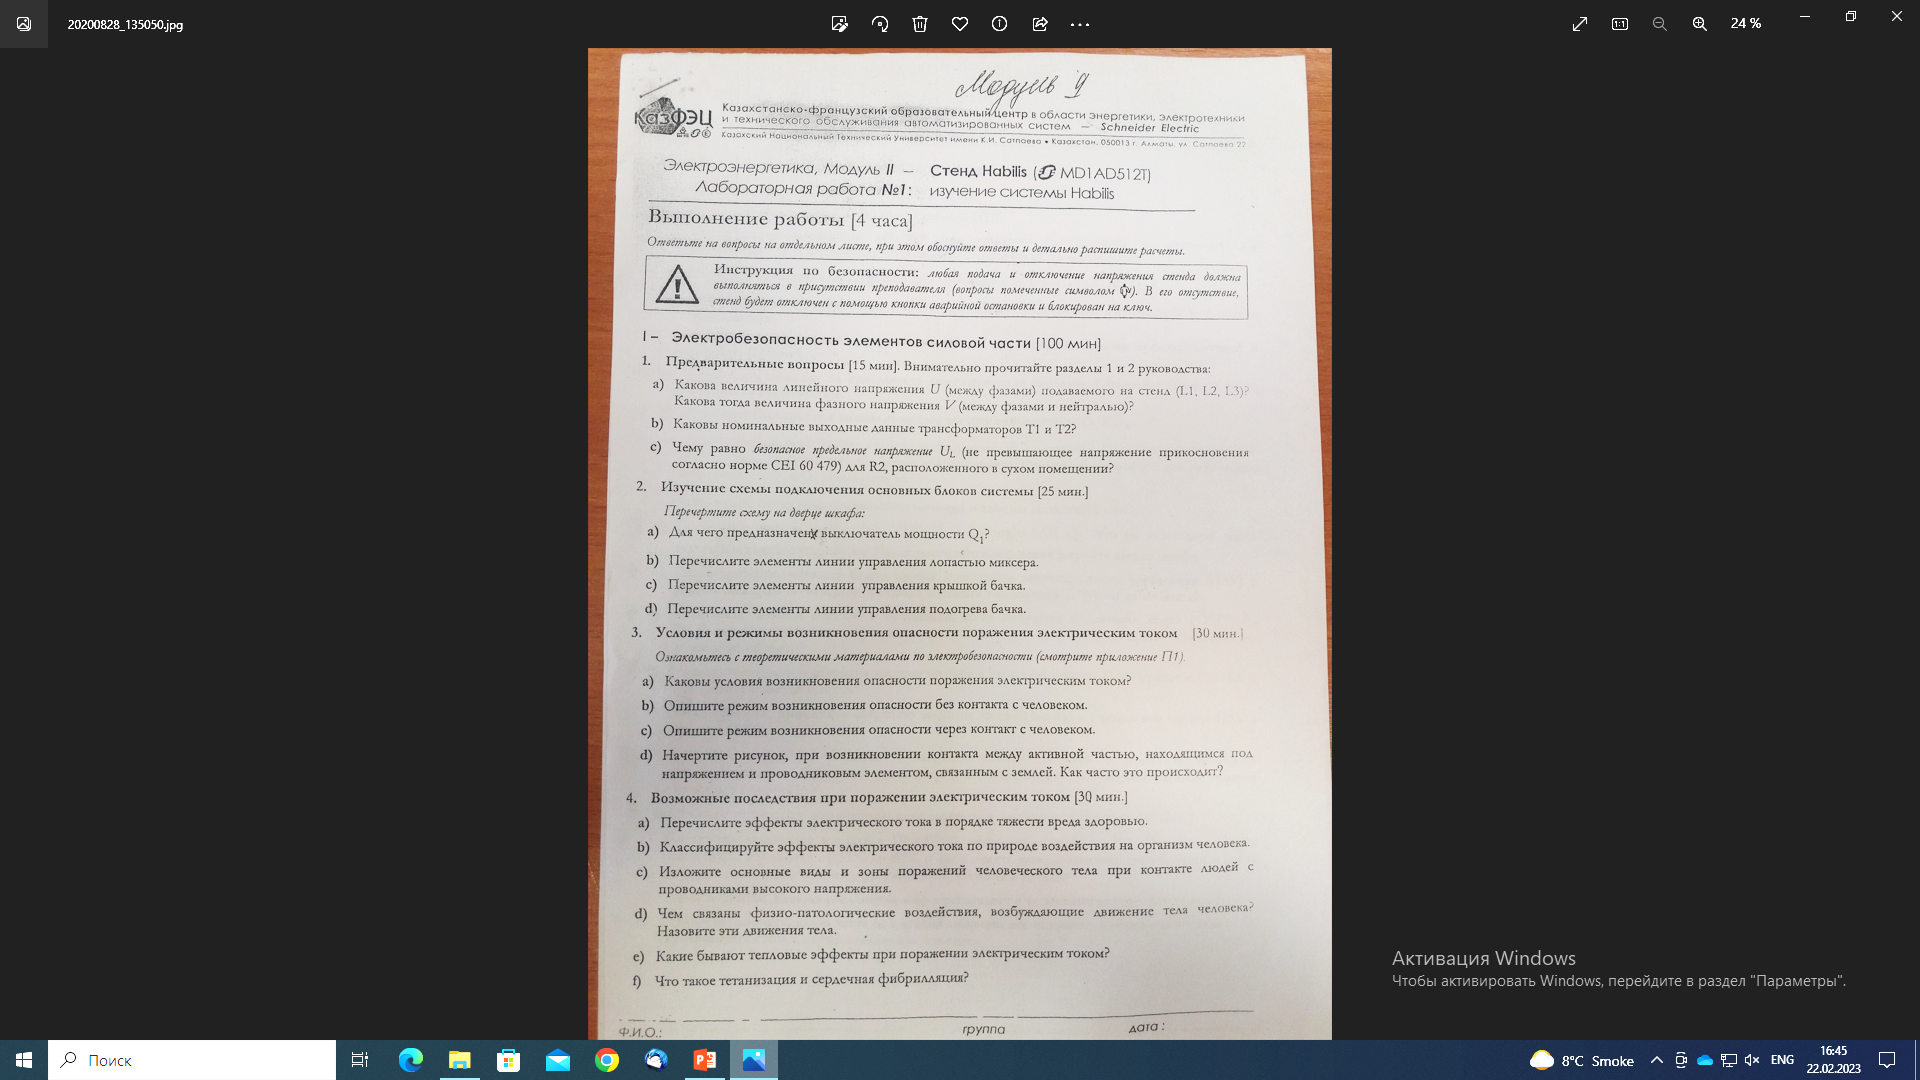 20200828_135050.jpg
24 %
Модуль
КазФЭЦ
Казахстанско-французский образовательный центр в области энергетики, электротехники
и технического обслуживания автоматизированных систем — Schneider Electric
Казахский Национальный Технический Университет имени К.И. Сатпаева • Казахстан, 050013 г. Алматы, ул. Сатпаева 22
Электроэнергетика, Модуль II – Стенд Habilis (MD1AD512T)
Лабораторная работа №1: изучение системы Habilis
Выполнение работы [4 часа]
Ответьте на вопросы на отдельном листе, при этом обоснуйте ответы и детально распишите расчеты.
Инструкция по безопасности: любая подача и отключение напряжения стенда должна
выполняться в присутствии преподавателя (вопросы помеченные символом ). В его отсутствие,
стенд будет отключен с помощью кнопки аварийной остановки и блокирован на ключ.
I – Электробезопасность элементов силовой части [100 мин]
1. Предварительные вопросы [15 мин]. Внимательно прочитайте разделы 1 и 2 руководства:
a) Какова величина линейного напряжения U (между фазами) подаваемого на стенд (L1, L2, L3)?
Какова тогда величина фазного напряжения V (между фазами и нейтралью)?
b) Каковы номинальные выходные данные трансформаторов T1 и T2?
c) Чему равно безопасное предельное напряжение UL (не превышающее напряжение прикосновения
согласно норме CEI 60 479) для R2, расположенного в сухом помещении?
2. Изучение схемы подключения основных блоков системы [25 мин.]
Перечертите схему на дверце шкафа:
a) Для чего предназначен выключатель мощности Q1?
b) Перечислите элементы линии управления лопастью миксера.
c) Перечислите элементы линии управления крышкой бачка.
d) Перечислите элементы линии управления подогрева бачка.
3. Условия и режимы возникновения опасности поражения электрическим током [30 мин.]
Ознакомьтесь с теоретическими материалами по электробезопасности (смотрите приложение П1).
a) Каковы условия возникновения опасности поражения электрическим током?
b) Опишите режим возникновения опасности без контакта с человеком.
c) Опишите режим возникновения опасности через контакт с человеком.
d) Начертите рисунок, при возникновении контакта между активной частью, находящимся под
напряжением и проводниковым элементом, связанным с землей. Как часто это происходит?
4. Возможные последствия при поражении электрическим током [30 мин.]
a) Перечислите эффекты электрического тока в порядке тяжести вреда здоровью.
b) Классифицируйте эффекты электрического тока по природе воздействия на организм человека.
c) Изложите основные виды и зоны поражений человеческого тела при контакте людей с
проводниками высокого напряжения.
d) Чем связаны физио-патологические воздействия, возбуждающие движение тела человека?
Назовите эти движения тела.
e) Какие бывают тепловые эффекты при поражении электрическим током?
f) Что такое тетанизация и сердечная фибрилляция?
Ф.И.О.: группа дата :
Активация Windows
Чтобы активировать Windows, перейдите в раздел "Параметры".
Поиск
8°C Smoke
ENG
16:45
22.02.2023